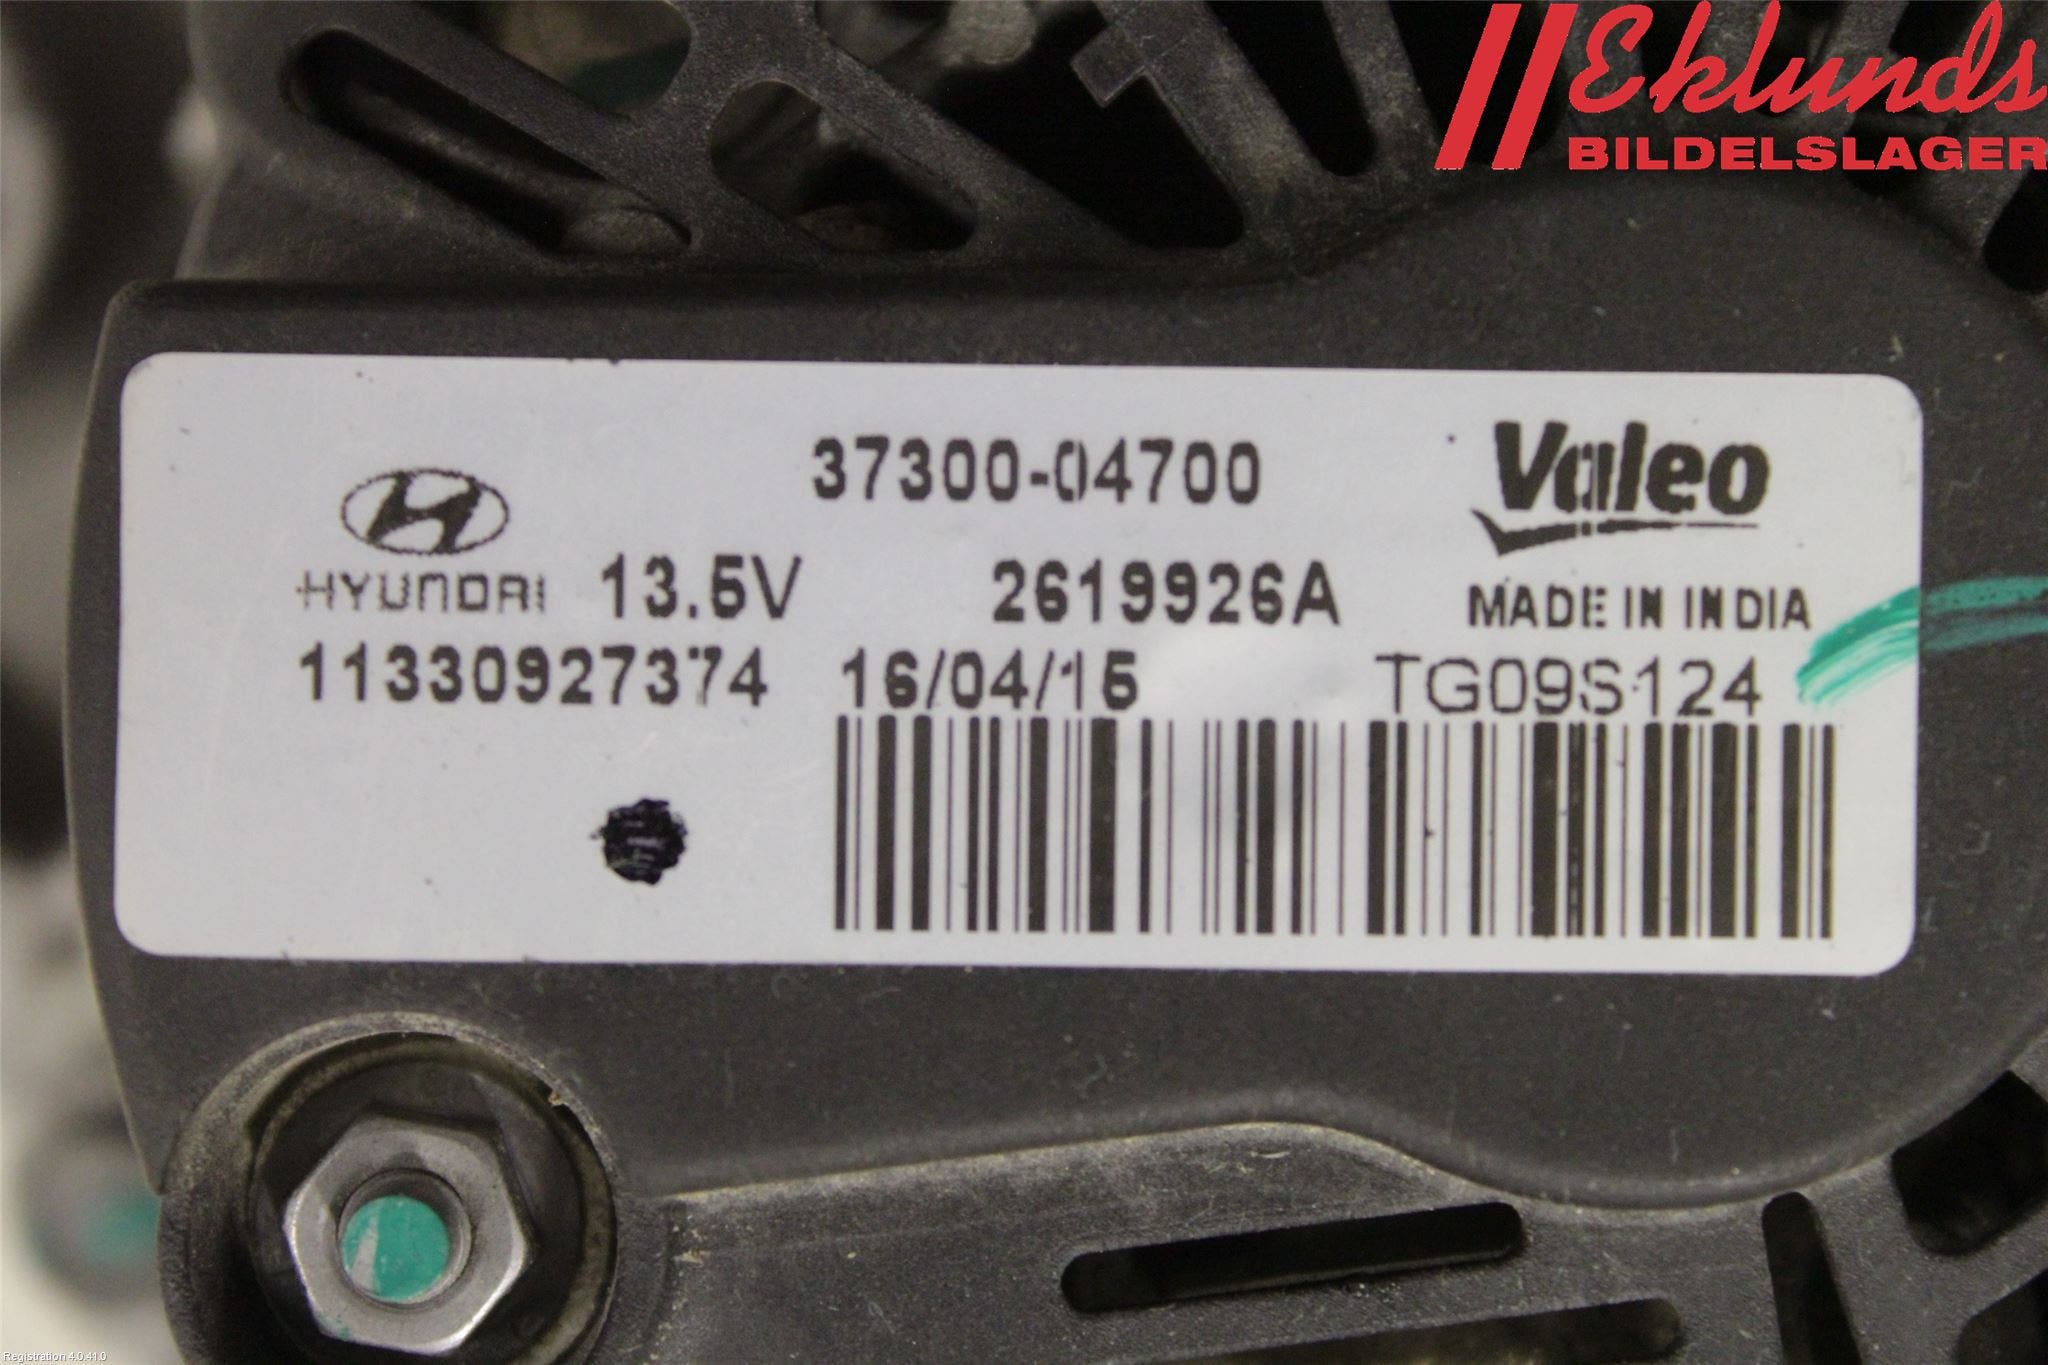 Eklunds
BILDELSLAGER
37300-04700
Valeo
HYUNDAI 13.5V 2619926A MADE IN INDIA
11330927374 16/04/15 TG09S124
Registration 4.0.41.0